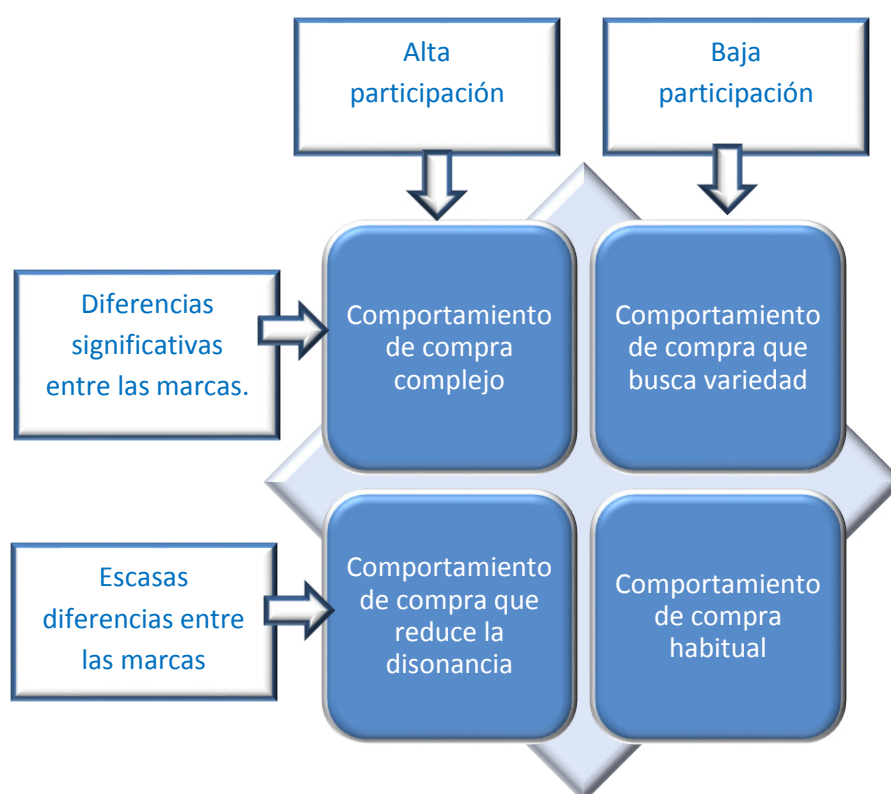 Alta
participación
Baja
participación
Diferencias
significativas
entre las marcas.
Comportamiento
de compra
complejo
Comportamiento
de compra que
busca variedad
Escasas
diferencias entre
las marcas
Comportamiento
de compra que
reduce la
disonancia
Comportamiento
de compra
habitual